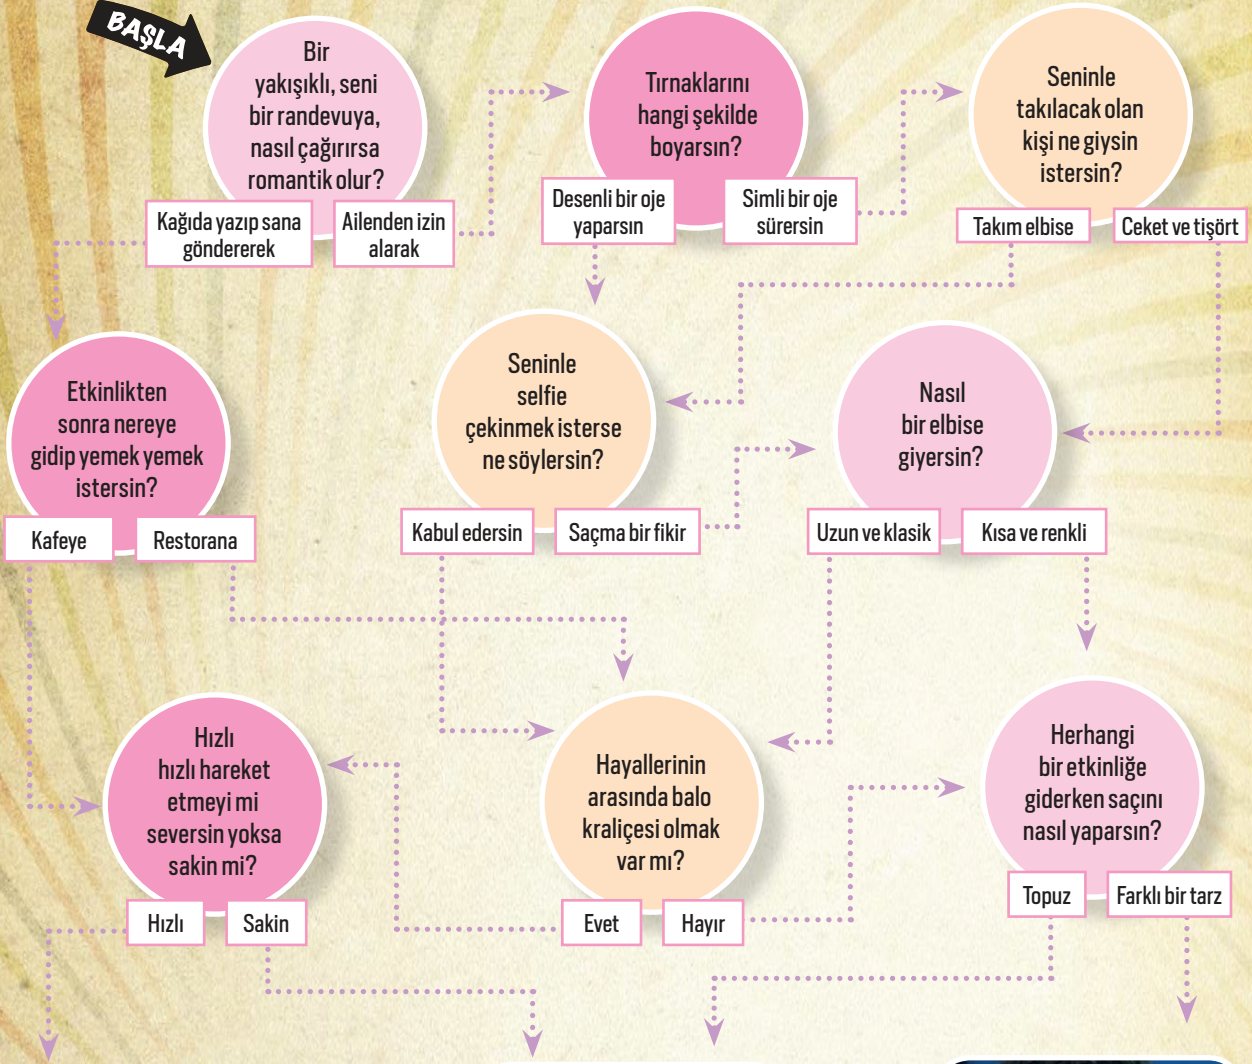 BAŞLA
Bir
yakışıklı, seni
bir randevuya,
nasıl çağırırsa
romantik olur?
Kağıda yazıp sana
göndererek
Ailenden izin
alarak
Tırnaklarını
hangi şekilde
boyarsın?
Desenli bir oje
yaparsın
Simli bir oje
sürersin
Seninle
takılacak olan
kişi ne giysin
istersin?
Takım elbise
Ceket ve tişört
Etkinlikten
sonra nereye
gidip yemek yemek
istersin?
Kafeye
Restorana
Seninle
selfie
çekinmek isterse
ne söylersin?
Kabul edersin
Saçma bir fikir
Nasıl
bir elbise
giyersin?
Uzun ve klasik
Kısa ve renkli
Hızlı
hızlı hareket
etmeyi mi
seversin yoksa
sakin mi?
Hızlı
Sakin
Hayallerinin
arasında balo
kraliçesi olmak
var mı?
Evet
Hayır
Herhangi
bir etkinliğe
giderken saçını
nasıl yaparsın?
Topuz
Farklı bir tarz